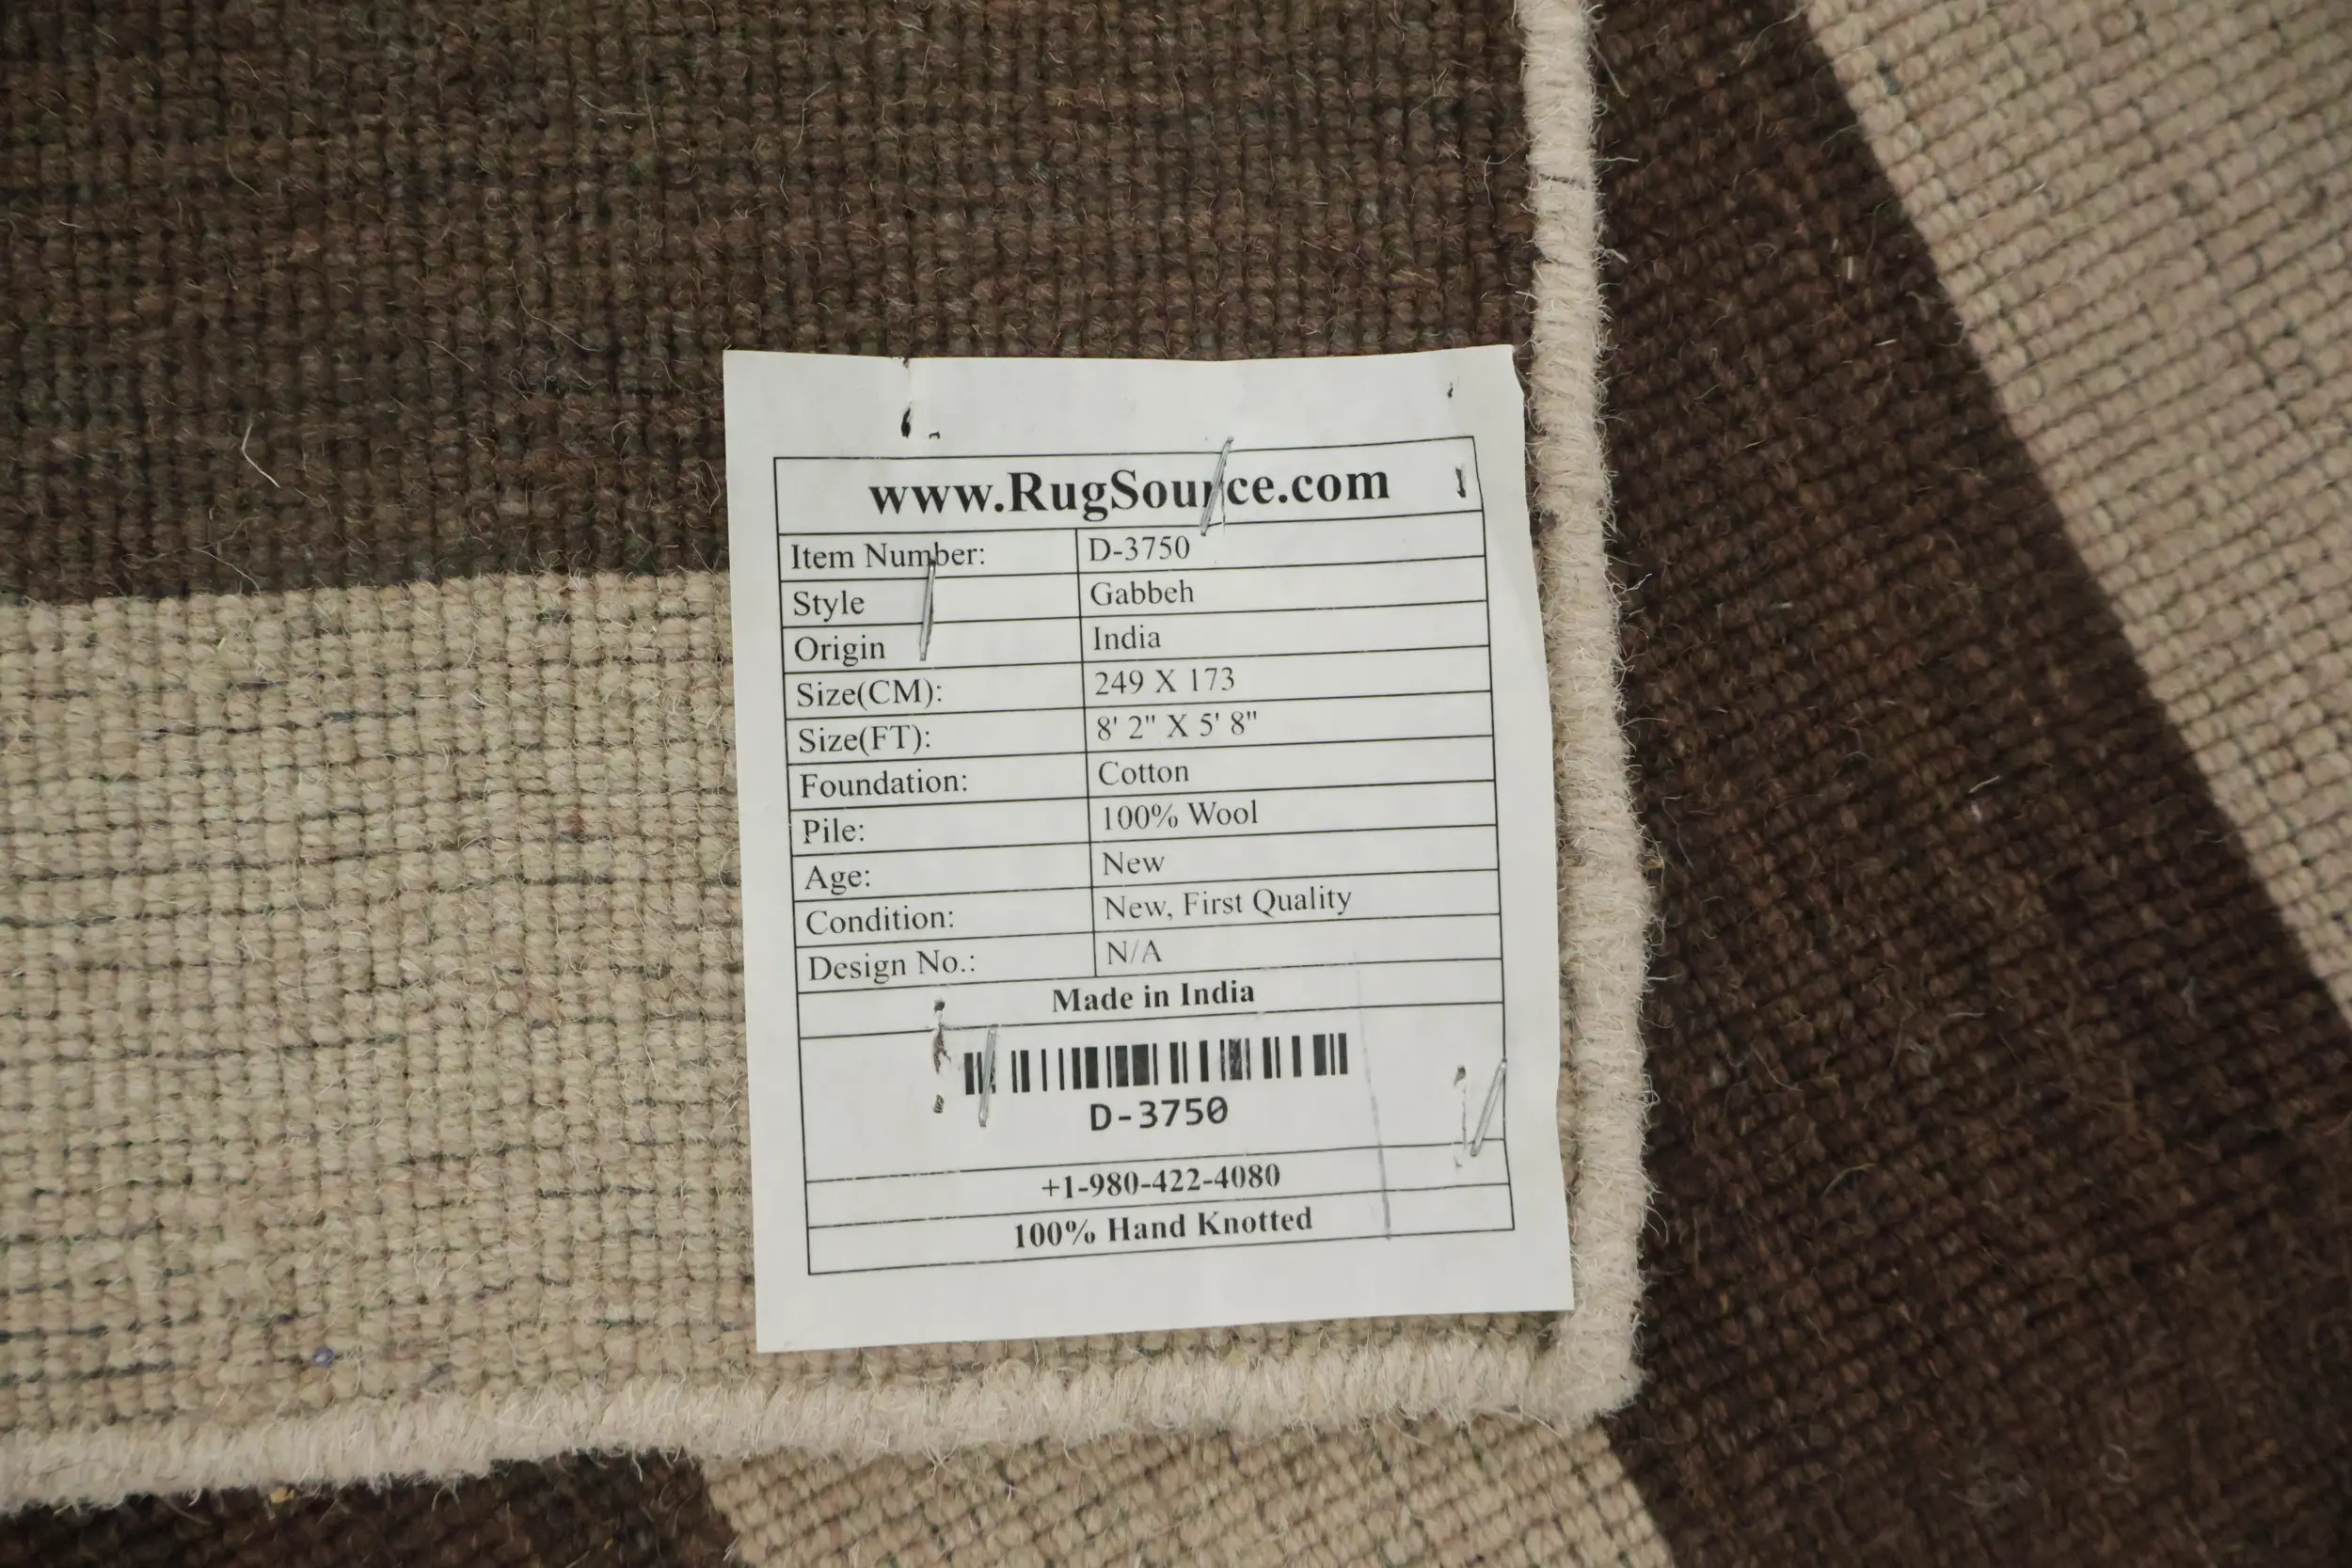 www.RugSource.com
Item Number: D-3750
Style Gabbeh
Origin India
Size(CM): 249 X 173
Size(FT): 8' 2" X 5' 8"
Foundation: Cotton
Pile: 100% Wool
Age: New
Condition: New, First Quality
Design No.: N/A
Made in India
D-3750
+1-980-422-4080
100% Hand Knotted